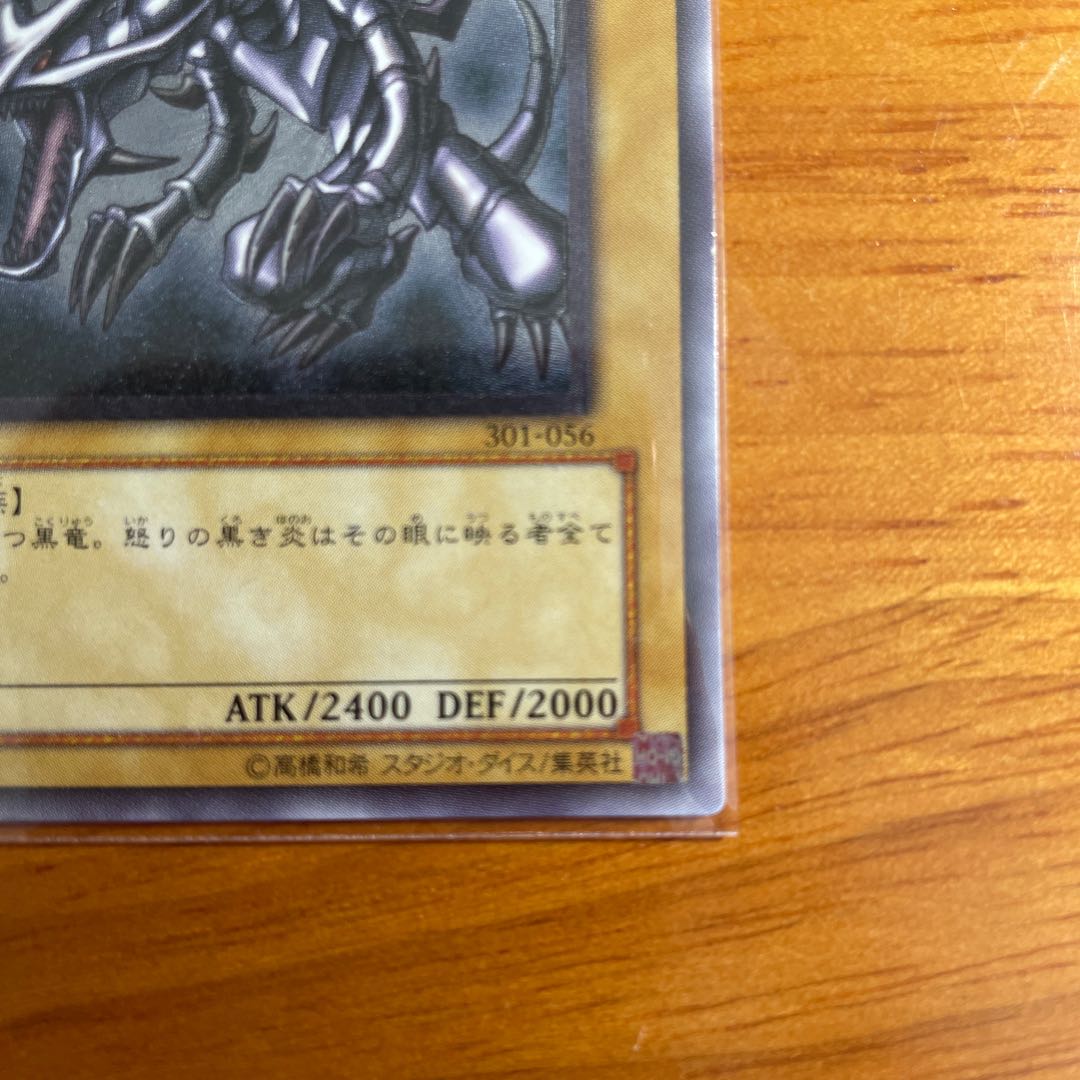 301-056
つ黒竜。怒りの黒き炎はその眼に映る者全て
。
ATK/2400 DEF/2000
©高橋和希 スタジオ・ダイス/集英社